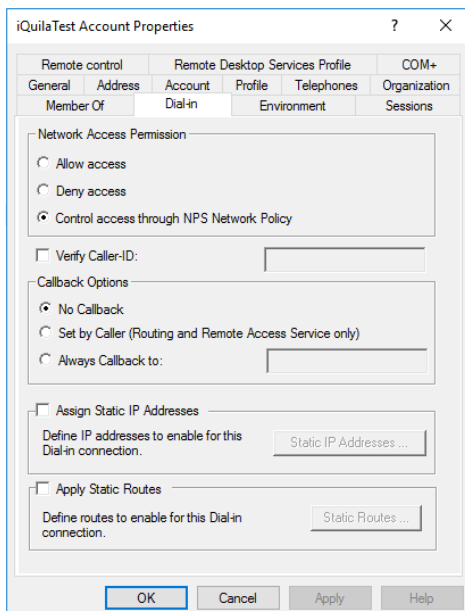 iQuilaTest Account Properties ? ×
Remote control Remote Desktop Services Profile COM+
General Address Account Profile Telephones Organization
Member Of Dial-in Environment Sessions
Network Access Permission
Allow access
Deny access
Control access through NPS Network Policy
Verify Caller-ID:
Callback Options
No Callback
Set by Caller (Routing and Remote Access Service only)
Always Callback to:
Assign Static IP Addresses
Define IP addresses to enable for this
Dial-in connection.
Static IP Addresses ...
Apply Static Routes
Define routes to enable for this Dial-in
connection.
Static Routes ...
OK Cancel Apply Help